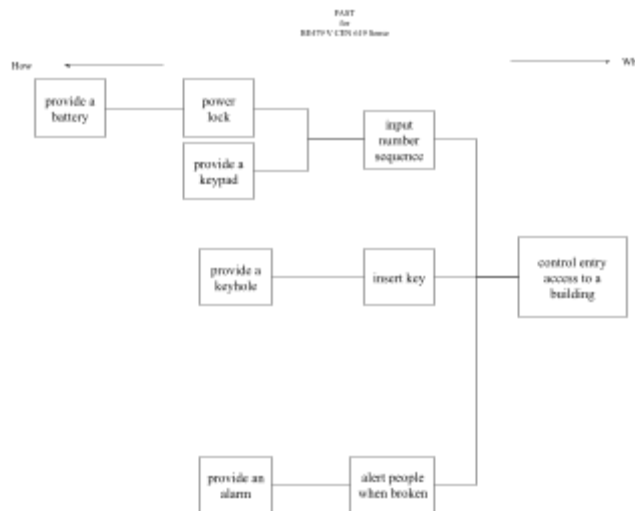 FAST
for
How
provide a
battery
power
lock
input
number
sequence
provide a
keypad
provide a
keyhole
insert key
control entry
access to a
building
provide an
alarm
alert people
when broken